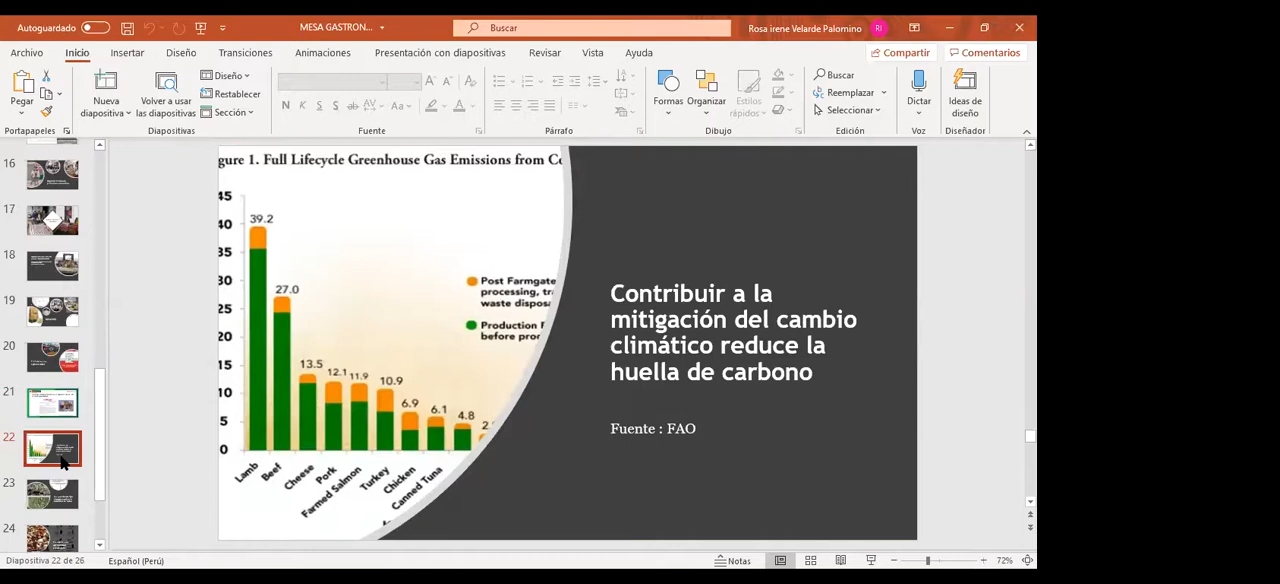 Autoguardado
MESA GASTRON...
Buscar
Rosa irene Velarde Palomino
RI
Archivo Inicio Insertar Diseño Transiciones Animaciones Presentación con diapositivas Revisar Vista Ayuda
Compartir Comentarios
Pegar
Nueva diapositiva
Volver a usar las diapositivas
Diseño
Restablecer
Sección
N K S S ab AV Aa A
Formas Organizar Estilos rápidos
Buscar
Reemplazar
Seleccionar
Dictar
Ideas de diseño
Portapapeles Diapositivas Fuente Párrafo Dibujo Edición Voz Diseñador
16
17
18
19
20
21
22
23
24
gure 1. Full Lifecycle Greenhouse Gas Emissions from Co
45
40
35
30
25
20
15
10
5
0
39.2
27.0
13.5
12.1
11.9
10.9
6.9
6.1
4.8
2.
Post Farmgate
processing, tr
waste dispos
Production
before pro
Lamb
Beef
Cheese
Pork
Farmed Salmon
Turkey
Chicken
Canned Tuna
Contribuir a la
mitigación del cambio
climático reduce la
huella de carbono
Fuente : FAO
Diapositiva 22 de 26 Español (Perú)
Notas
72%